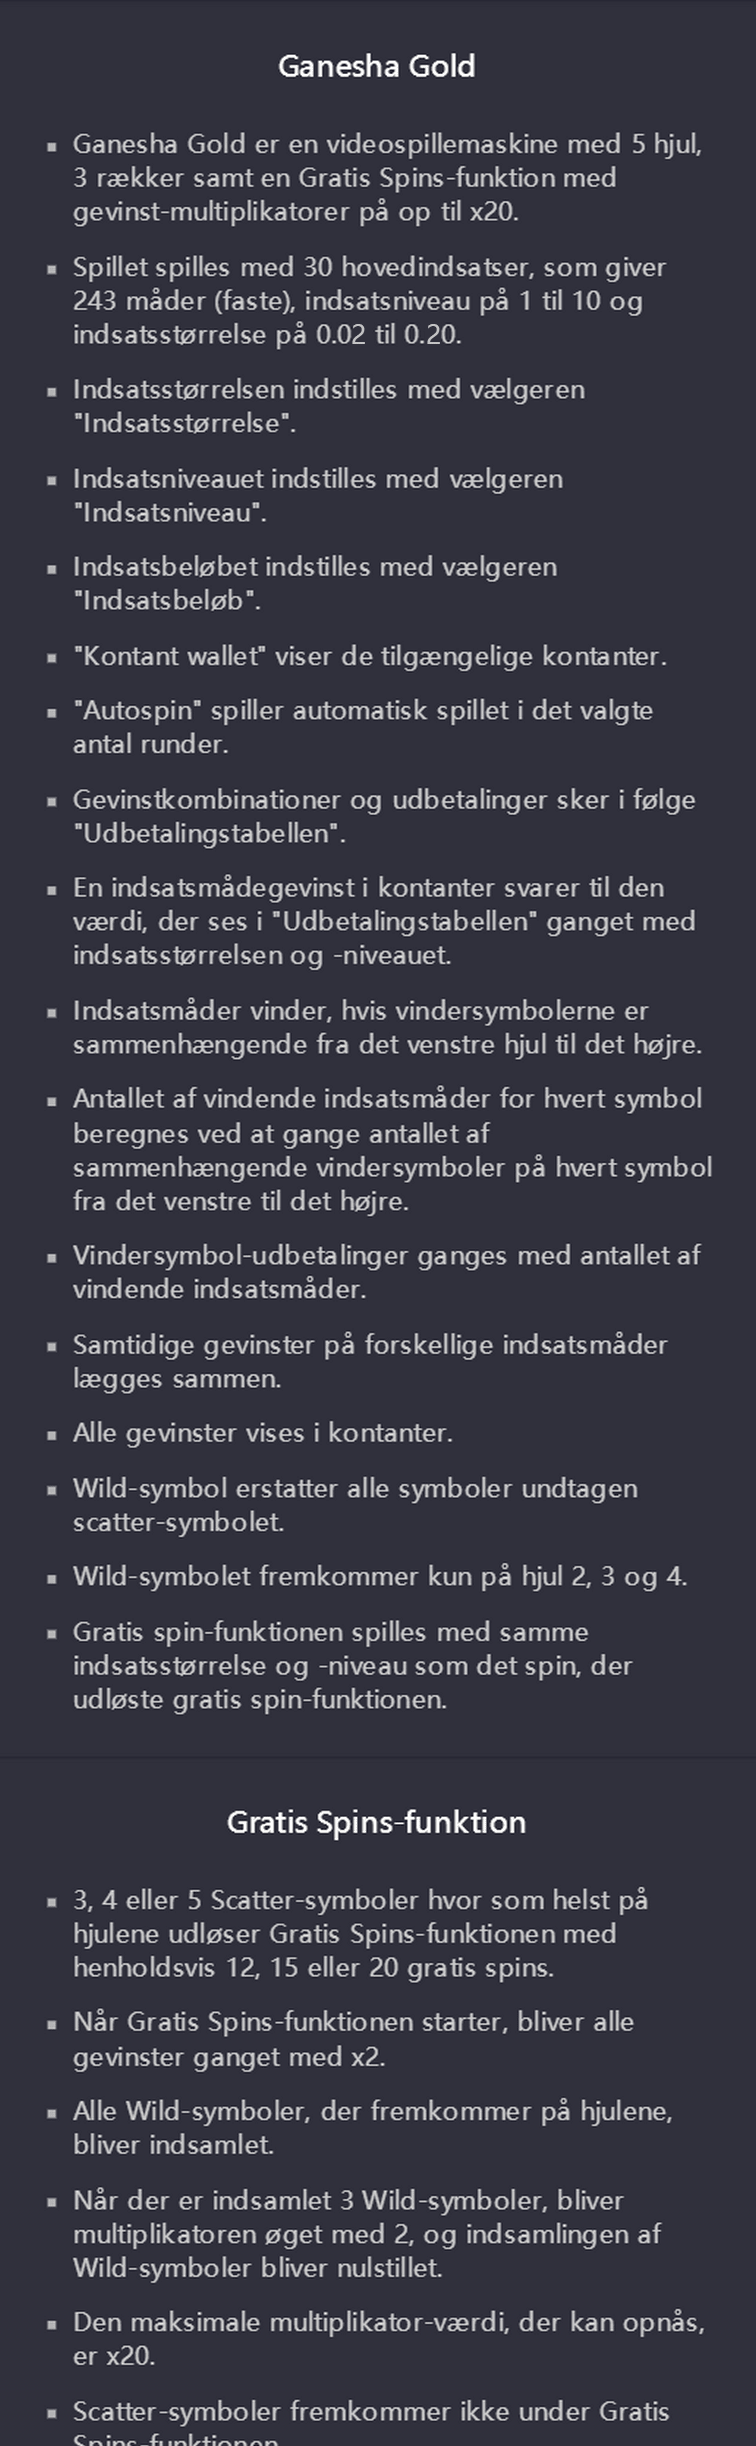 Ganesha Gold
▪ Ganesha Gold er en videospillemaskine med 5 hjul,
3 rækker samt en Gratis Spins-funktion med
gevinst-multiplikatorer på op til x20.
▪ Spillet spilles med 30 hovedindsatser, som giver
243 måder (faste), indsatsniveau på 1 til 10 og
indsatsstørrelse på 0.02 til 0.20.
▪ Indsatsstørrelsen indstilles med vælgeren
"Indsatsstørrelse".
▪ Indsatsniveauet indstilles med vælgeren
"Indsatsniveau".
▪ Indsatsbeløbet indstilles med vælgeren
"Indsatsbeløb".
▪ "Kontant wallet" viser de tilgængelige kontanter.
▪ "Autospin" spiller automatisk spillet i det valgte
antal runder.
▪ Gevinstkombinationer og udbetalinger sker i følge
"Udbetalingstabellen".
▪ En indsatsmådegevinst i kontanter svarer til den
værdi, der ses i "Udbetalingstabellen" ganget med
indsatsstørrelsen og -niveauet.
▪ Indsatsmåder vinder, hvis vindersymbolerne er
sammenhængende fra det venstre hjul til det højre.
▪ Antallet af vindende indsatsmåder for hvert symbol
beregnes ved at gange antallet af
sammenhængende vindersymboler på hvert symbol
fra det venstre til det højre.
▪ Vindersymbol-udbetalinger ganges med antallet af
vindende indsatsmåder.
▪ Samtidige gevinster på forskellige indsatsmåder
lægges sammen.
▪ Alle gevinster vises i kontanter.
▪ Wild-symbol erstatter alle symboler undtagen
scatter-symbolet.
▪ Wild-symbolet fremkommer kun på hjul 2, 3 og 4.
▪ Gratis spin-funktionen spilles med samme
indsatsstørrelse og -niveau som det spin, der
udløste gratis spin-funktionen.
Gratis Spins-funktion
▪ 3, 4 eller 5 Scatter-symboler hvor som helst på
hjulene udløser Gratis Spins-funktionen med
henholdsvis 12, 15 eller 20 gratis spins.
▪ Når Gratis Spins-funktionen starter, bliver alle
gevinster ganget med x2.
▪ Alle Wild-symboler, der fremkommer på hjulene,
bliver indsamlet.
▪ Når der er indsamlet 3 Wild-symboler, bliver
multiplikatoren øget med 2, og indsamlingen af
Wild-symboler bliver nulstillet.
▪ Den maksimale multiplikator-værdi, der kan opnås,
er x20.
▪ Scatter-symboler fremkommer ikke under Gratis
Spins-funktionen